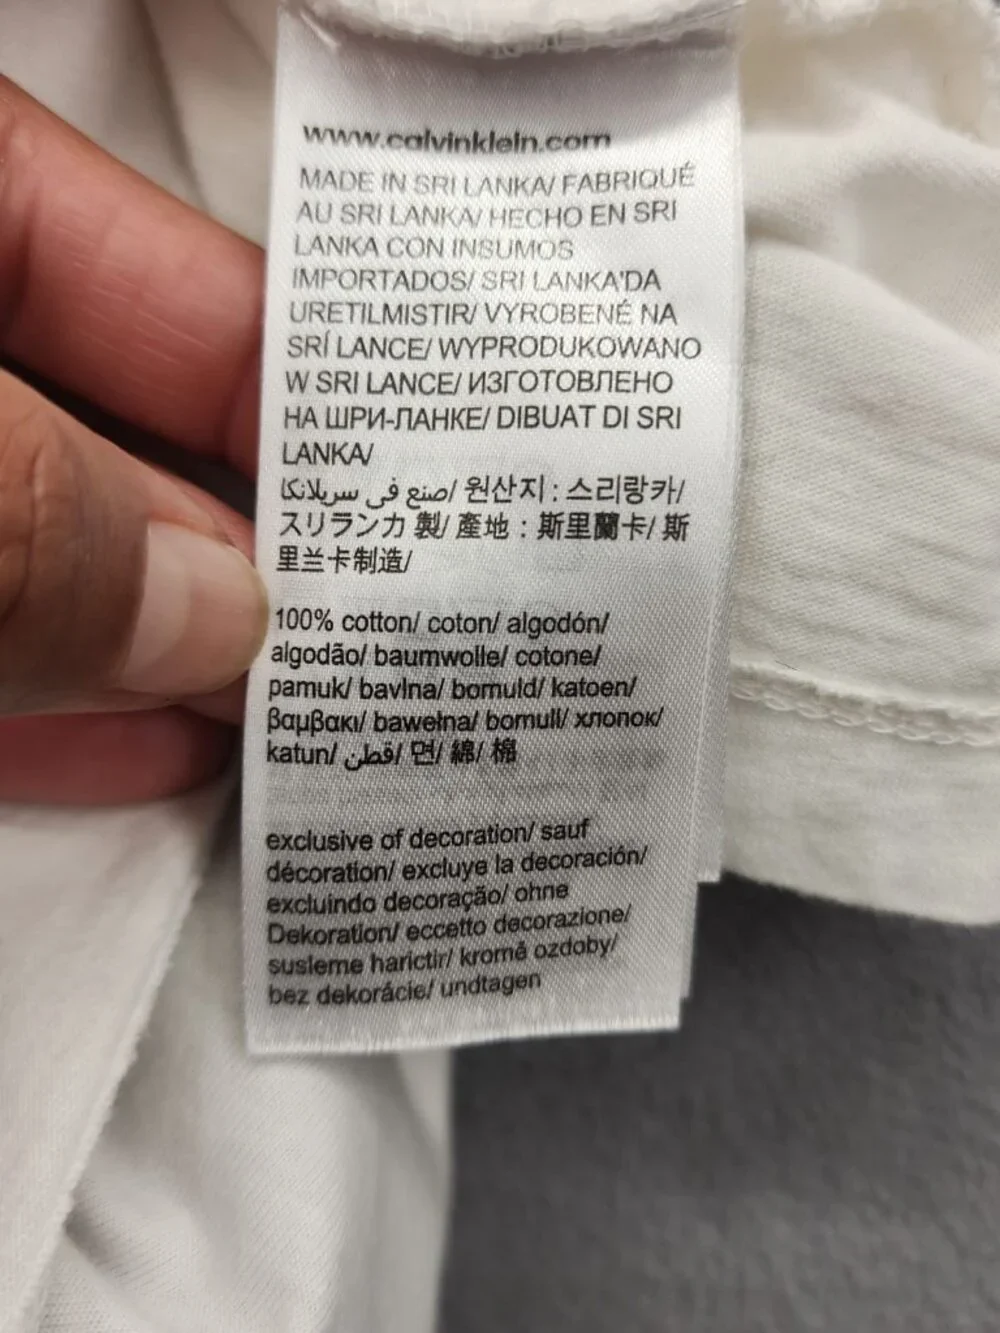 www.calvinklein.com
MADE IN SRI LANKA/ FABRIQUÉ
AU SRI LANKA/ HECHO EN SRI
LANKA CON INSUMOS
IMPORTADOS/ SRI LANKA'DA
URETILMISTIR/ VYROBENÉ NA
SRÍ LANCE/ WYPRODUKOWANO
W SRI LANCE/ ИЗГОТОВЛЕНО
НА ШРИ-ЛАНКЕ/ DIBUAT DI SRI
LANKA/
صنع في سريلانكا/ 원산지 : 스리랑카/
スリランカ 製/ 產地 : 斯里蘭卡/ 斯
里兰卡制造/
100% cotton/ coton/ algodón/
algodão/ baumwolle/ cotone/
pamuk/ bavlna/ bomuld/ katoen/
βαμβακι/ bawełna/ bomull/ хлопок/
katun/ قطن/ 면/ 綿/ 棉
exclusive of decoration/ sauf
décoration/ excluye la decoración/
excluindo decoração/ ohne
Dekoration/ eccetto decorazione/
susleme harictir/ kromě ozdoby/
bez dekorácie/ undtagen